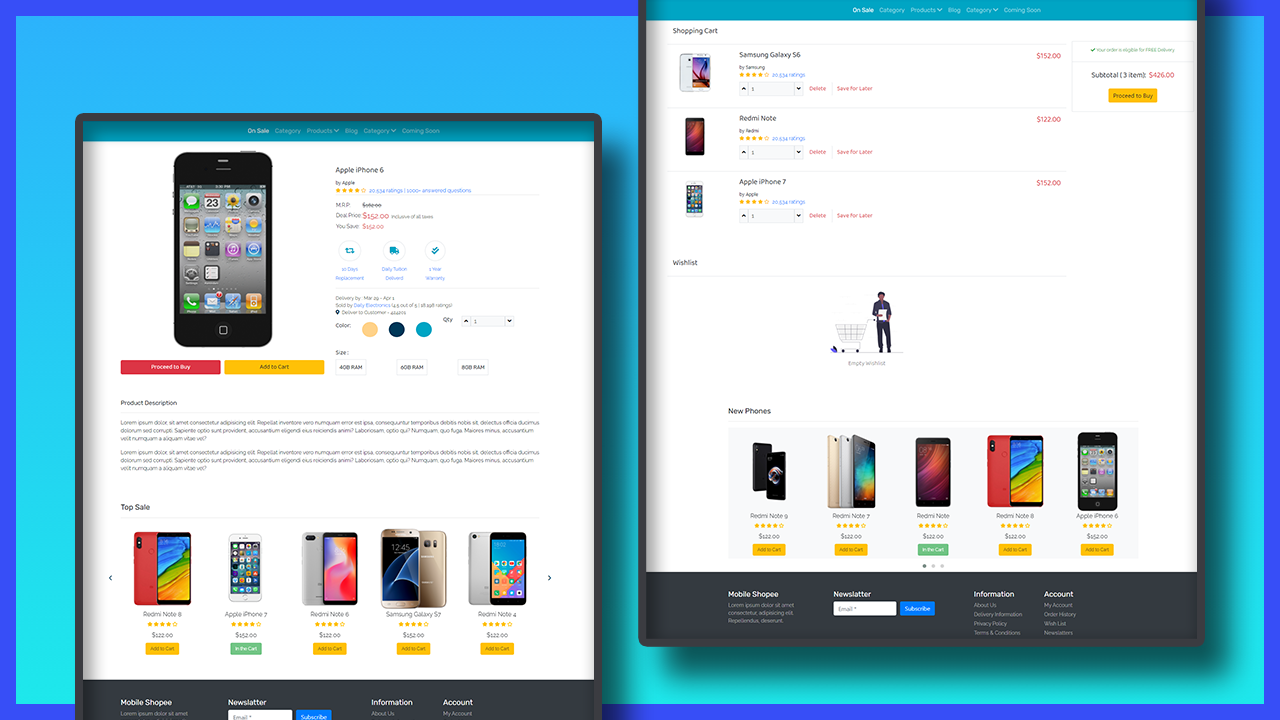 On Sale Category Products Blog Category Coming Soon
Apple iPhone 6
by Apple
20,534 ratings | 1000+ answered questions
M.R.P: $162.00
Deal Price: $152.00 Inclusive of all taxes
You Save: $152.00
10 Days Replacement
Daily Tuition Deliverd
1 Year Warranty
Delivery by : Mar 29 - Apr 1
Sold by Daily Electronics (4.5 out of 5 | 18,198 ratings)
Deliver to Customer - 424201
Color:
Qty 1
Size :
4GB RAM 6GB RAM 8GB RAM
Proceed to Buy Add to Cart
Product Description
Lorem ipsum dolor, sit amet consectetur adipisicing elit. Repellat inventore vero numquam error est ipsa, consequuntur temporibus debitis nobis sit, delectus officia ducimus
dolorum sed corrupti. Sapiente optio sunt provident, accusantium eligendi eius reiciendis animi? Laboriosam, optio qui? Numquam, quo fuga. Maiores minus, accusantium
velit numquam a aliquam vitae vel?
Lorem ipsum dolor, sit amet consectetur adipisicing elit. Repellat inventore vero numquam error est ipsa, consequuntur temporibus debitis nobis sit, delectus officia ducimus
dolorum sed corrupti. Sapiente optio sunt provident, accusantium eligendi eius reiciendis animi? Laboriosam, optio qui? Numquam, quo fuga. Maiores minus, accusantium
velit numquam a aliquam vitae vel?
Top Sale
Redmi Note 8 Apple iPhone 7 Redmi Note 6 Samsung Galaxy S7 Redmi Note 4
$122.00 $152.00 $122.00 $122.00 $122.00
Add to Cart In the Cart Add to Cart Add to Cart Add to Cart
Mobile Shopee Newslatter Information Account
Lorem ipsum dolor sit amet Email * Subscribe About Us My Account
On Sale Category Products Blog Category Coming Soon
Shopping Cart
Samsung Galaxy S6 $152.00
by Samsung
20,534 ratings
1 Delete Save for Later
Redmi Note $122.00
by Redmi
20,534 ratings
1 Delete Save for Later
Apple iPhone 7 $152.00
by Apple
20,534 ratings
1 Delete Save for Later
Your order is eligible for FREE Delivery
Subtotal ( 3 item): $426.00
Proceed to Buy
Wishlist
Empty Wishlist
New Phones
Redmi Note 9 Redmi Note 7 Redmi Note Redmi Note 8 Apple iPhone 6
$122.00 $122.00 $122.00 $122.00 $152.00
Add to Cart Add to Cart In the Cart Add to Cart Add to Cart
Mobile Shopee Newslatter Information Account
Lorem ipsum dolor sit amet
consectetur, adipisicing elit.
Repellendus, deserunt.
Email * Subscribe
About Us My Account
Delivery Information Order History
Privacy Policy Wish List
Terms & Conditions Newslatters